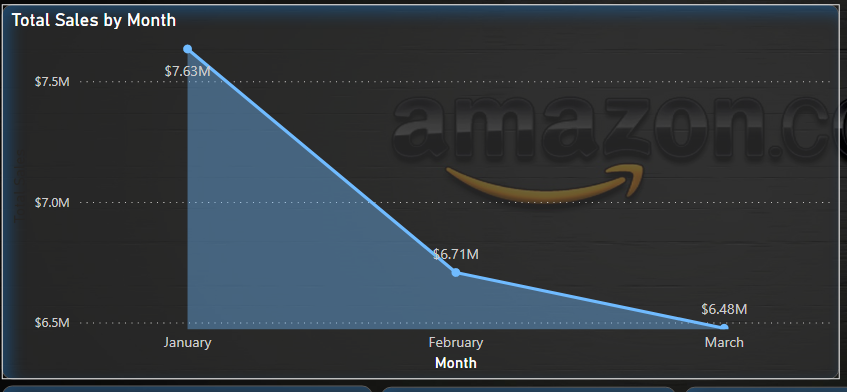 Total Sales by Month
$7.63M
$7.5M
amazon.c
$7.0M
$6.71M
$6.48M
$6.5M
January February March
Month